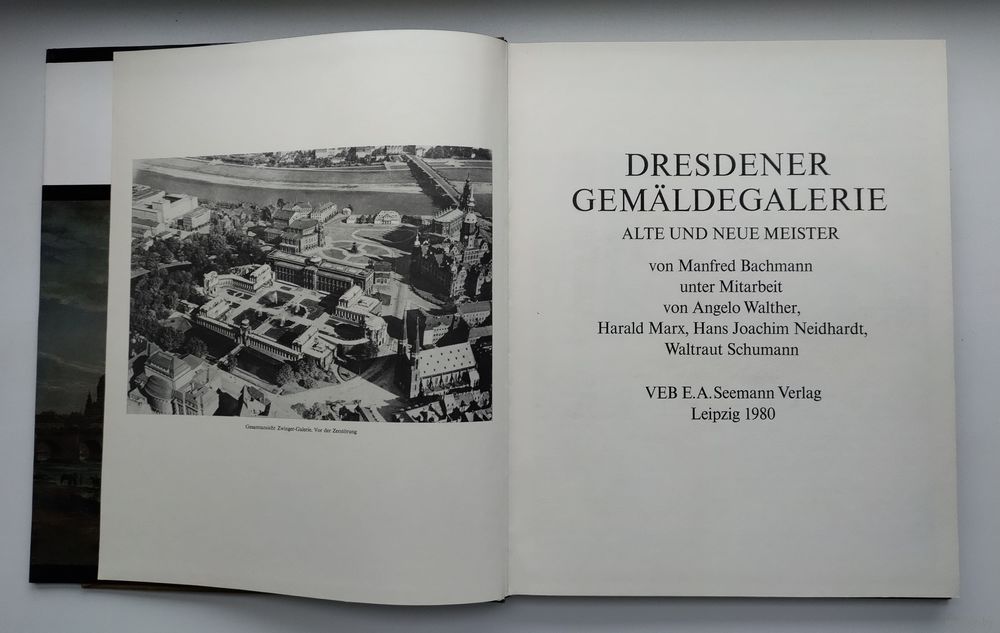 Gesamtansicht Zwinger-Galerie. Vor der Zerstörung
DRESDENER
GEMÄLDEGALERIE
ALTE UND NEUE MEISTER
von Manfred Bachmann
unter Mitarbeit
von Angelo Walther,
Harald Marx, Hans Joachim Neidhardt,
Waltraut Schumann
VEB E.A. Seemann Verlag
Leipzig 1980